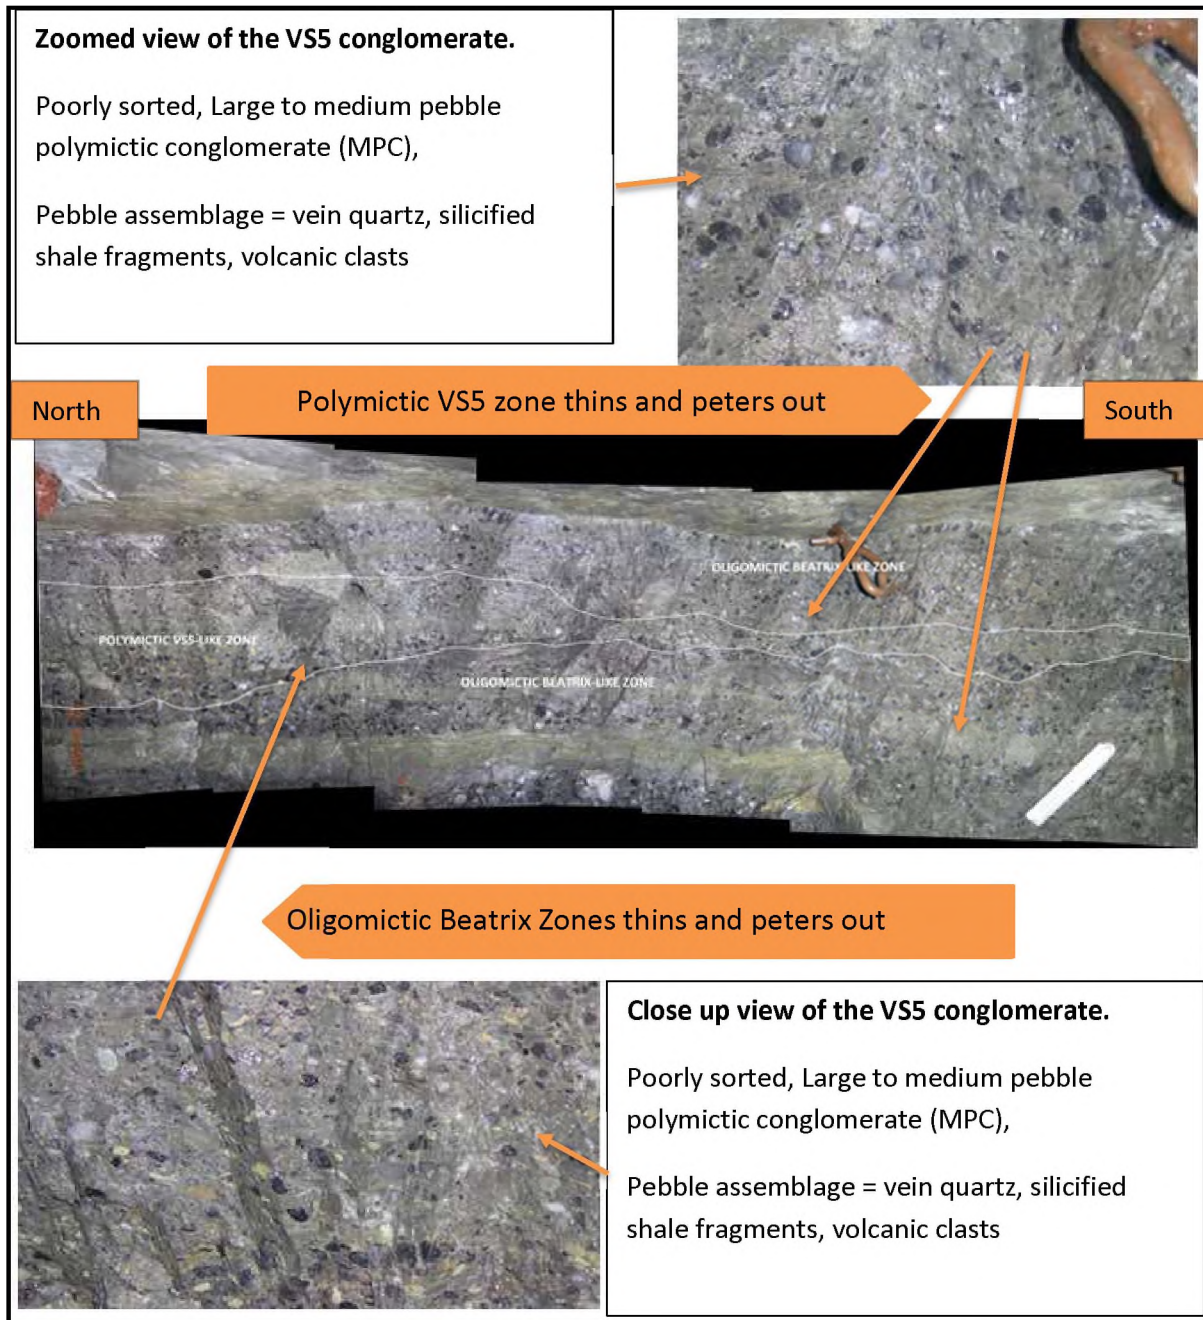 Zoomed view of the VS5 conglomerate.
Poorly sorted, Large to medium pebble
polymictic conglomerate (MPC),
Pebble assemblage = vein quartz, silicified
shale fragments, volcanic clasts
North
Polymictic VS5 zone thins and peters out
South
OLIGOMICTIC BEATRIX-LIKE ZONE
POLYMICTIC VS5-LIKE ZONE
OLIGOMICTIC BEATRIX-LIKE ZONE
Oligomictic Beatrix Zones thins and peters out
Close up view of the VS5 conglomerate.
Poorly sorted, Large to medium pebble
polymictic conglomerate (MPC),
Pebble assemblage = vein quartz, silicified
shale fragments, volcanic clasts